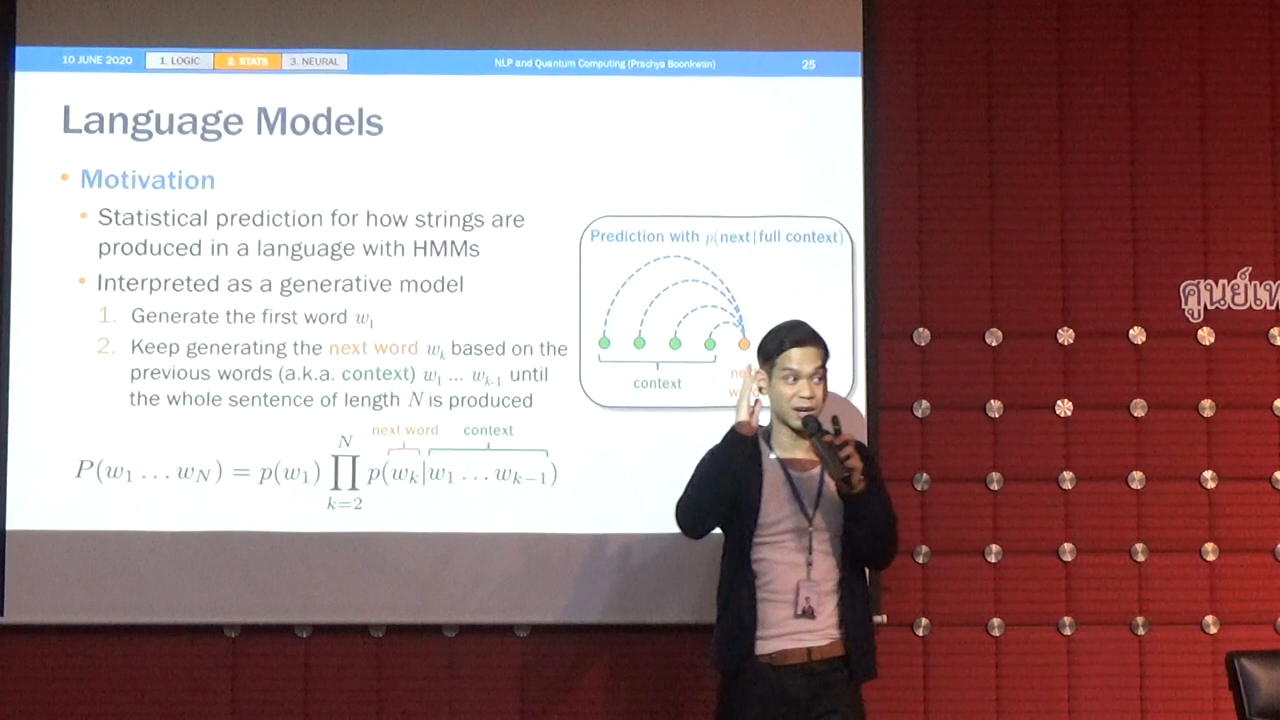 10 JUNE 2020 1. LOGIC 2. STATS 3. NEURAL NLP and Quantum Computing (Prachya Boonkwan) 25
Language Models
• Motivation
• Statistical prediction for how strings are
produced in a language with HMMs
• Interpreted as a generative model
1. Generate the first word w₁
2. Keep generating the next word wₖ based on the
previous words (a.k.a. context) w₁ ... wₖ₋₁ until
the whole sentence of length N is produced
next word context
P(w₁ ... w_N) = p(w₁) ∏_{k=2}^{N} p(wₖ|w₁ ... wₖ₋₁)
Prediction with p(next|full context)
context
ศูนย์เท